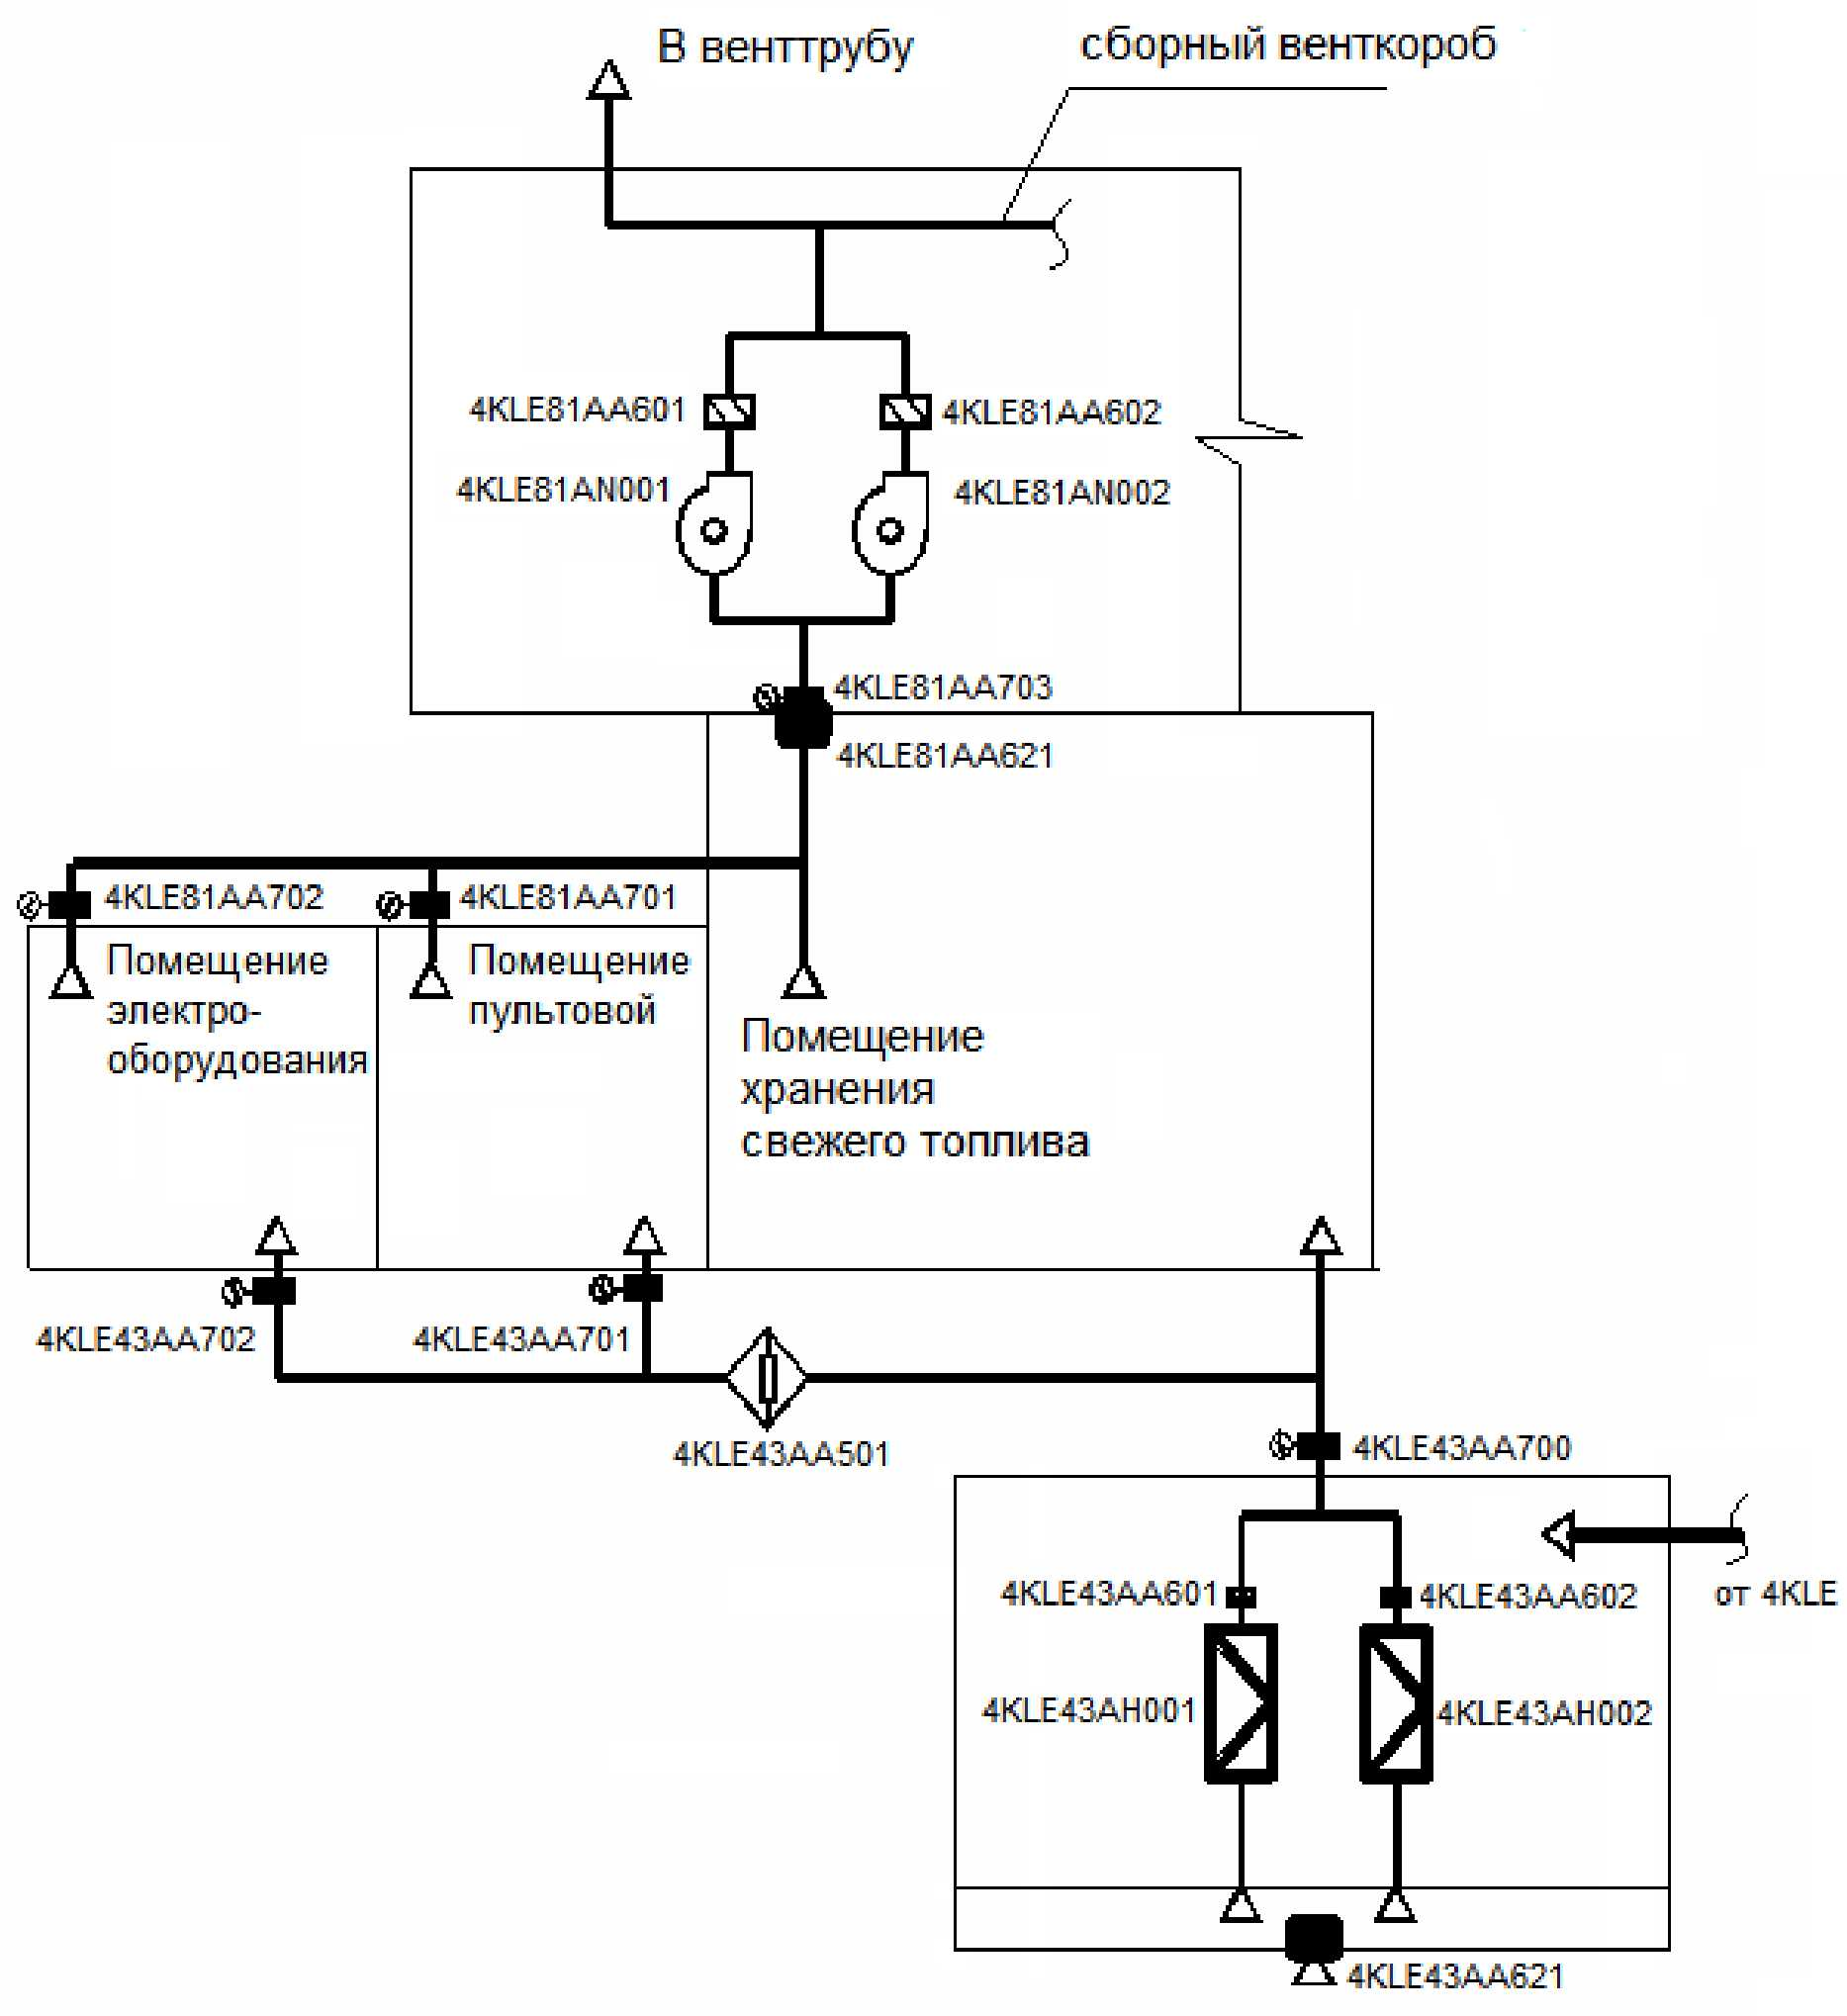 В венттрубу
сборный венткороб
4KLE81AA601
4KLE81AA602
4KLE81AN001
4KLE81AN002
4KLE81AA703
4KLE81AA621
4KLE81AA702
4KLE81AA701
Помещение
электро-
оборудования
Помещение
пультовой
Помещение
хранения
свежего топлива
4KLE43AA702
4KLE43AA701
4KLE43AA501
4KLE43AA700
4KLE43AA601
4KLE43AA602
от 4KLE
4KLE43AH001
4KLE43AH002
4KLE43AA621